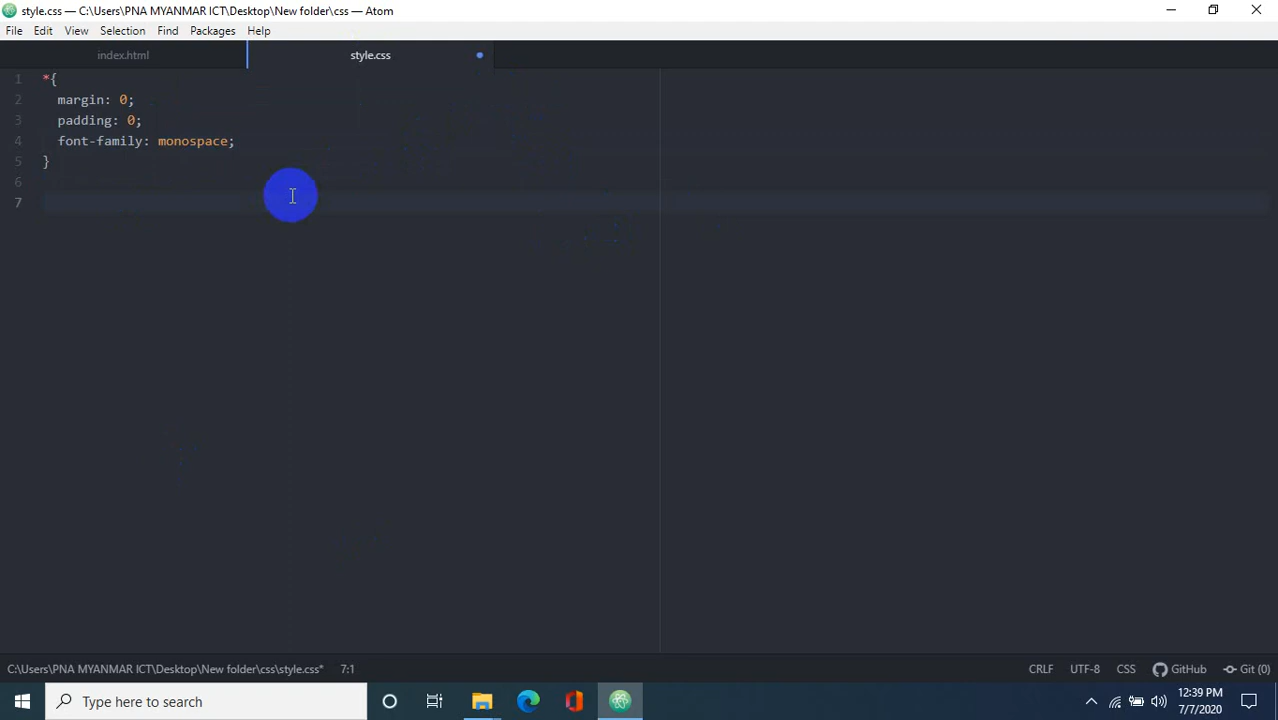 style.css — C:\Users\PNA MYANMAR ICT\Desktop\New folder\css — Atom
File Edit View Selection Find Packages Help
index.html style.css
1 *{
2 margin: 0;
3 padding: 0;
4 font-family: monospace;
5 }
6
7
C:\Users\PNA MYANMAR ICT\Desktop\New folder\css\style.css* 7:1 CRLF UTF-8 CSS GitHub Git (0)
Type here to search
12:39 PM
7/7/2020